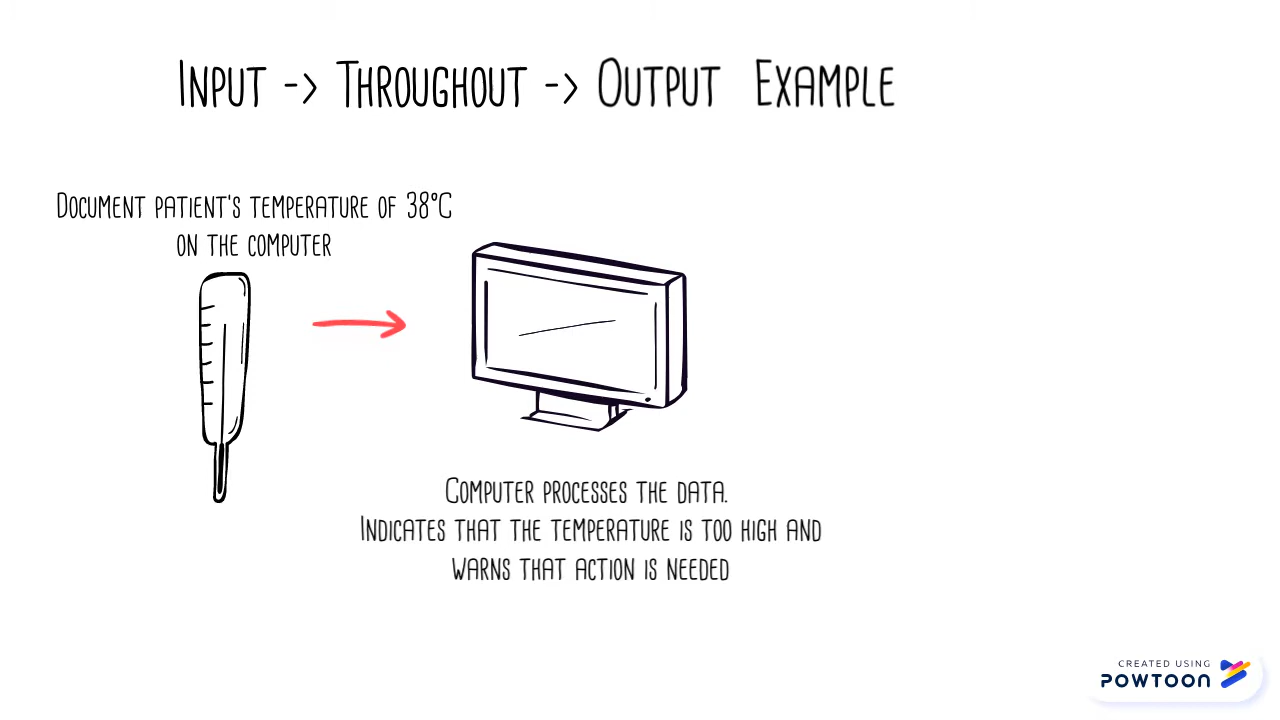 Input -> Throughout -> Output Example
Document patient's temperature of 38°C
on the computer
Computer processes the data.
Indicates that the temperature is too high and
warns that action is needed
CREATED USING
POWTOON